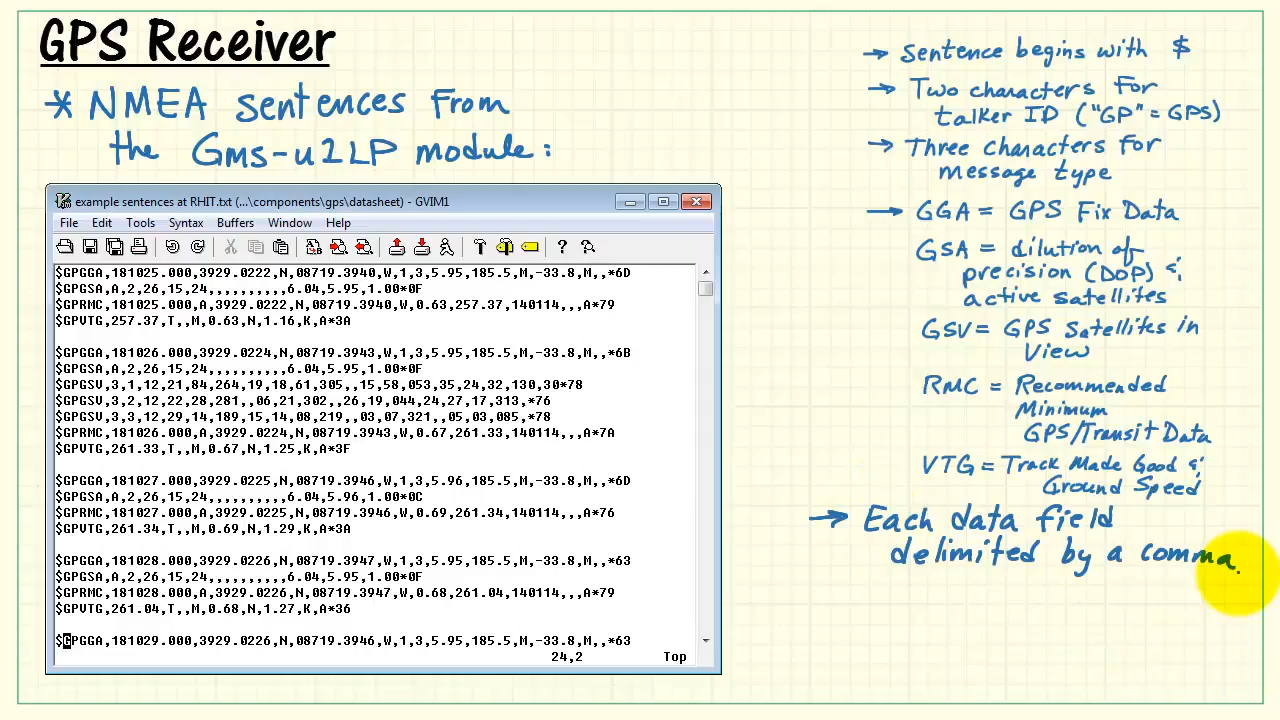 GPS Receiver
* NMEA sentences from
the Gms-u2LP module:
example sentences at RHIT.txt (...\components\gps\datasheet) - GVIM1
File Edit Tools Syntax Buffers Window Help
$GPGGA,181025.000,3929.0222,N,08719.3940,W,1,3,5.95,185.5,M,-33.8,M,,*6D
$GPGSA,A,2,26,15,24,,,,,,,,,,6.04,5.95,1.00*0F
$GPRMC,181025.000,A,3929.0222,N,08719.3940,W,0.63,257.37,140114,,,A*79
$GPVTG,257.37,T,,M,0.63,N,1.16,K,A*3A
$GPGGA,181026.000,3929.0224,N,08719.3943,W,1,3,5.95,185.5,M,-33.8,M,,*6B
$GPGSA,A,2,26,15,24,,,,,,,,,,6.04,5.95,1.00*0F
$GPGSV,3,1,12,21,84,264,19,18,61,305,,15,58,053,35,24,32,130,30*78
$GPGSV,3,2,12,22,28,281,,06,21,302,,26,19,044,24,27,17,313,*76
$GPGSV,3,3,12,29,14,189,15,14,08,219,,03,07,321,,05,03,085,*78
$GPRMC,181026.000,A,3929.0224,N,08719.3943,W,0.67,261.33,140114,,,A*7A
$GPVTG,261.33,T,,M,0.67,N,1.25,K,A*3F
$GPGGA,181027.000,3929.0225,N,08719.3946,W,1,3,5.96,185.5,M,-33.8,M,,*6D
$GPGSA,A,2,26,15,24,,,,,,,,,,6.04,5.96,1.00*0C
$GPRMC,181027.000,A,3929.0225,N,08719.3946,W,0.69,261.34,140114,,,A*76
$GPVTG,261.34,T,,M,0.69,N,1.29,K,A*3A
$GPGGA,181028.000,3929.0226,N,08719.3947,W,1,3,5.95,185.5,M,-33.8,M,,*63
$GPGSA,A,2,26,15,24,,,,,,,,,,6.04,5.95,1.00*0F
$GPRMC,181028.000,A,3929.0226,N,08719.3947,W,0.68,261.04,140114,,,A*79
$GPVTG,261.04,T,,M,0.68,N,1.27,K,A*36
$GPGGA,181029.000,3929.0226,N,08719.3946,W,1,3,5.95,185.5,M,-33.8,M,,*63
24,2 Top
→ Sentence begins with $
→ Two characters for
talker ID ("GP" = GPS)
→ Three characters for
message type
→ GGA = GPS Fix Data
GSA = dilution of
precision (DOP) &
active satellites
GSV = GPS Satellites in
View
RMC = Recommended
Minimum
GPS/Transit Data
VTG = Track Made Good &
Ground Speed
→ Each data field
delimited by a comma.